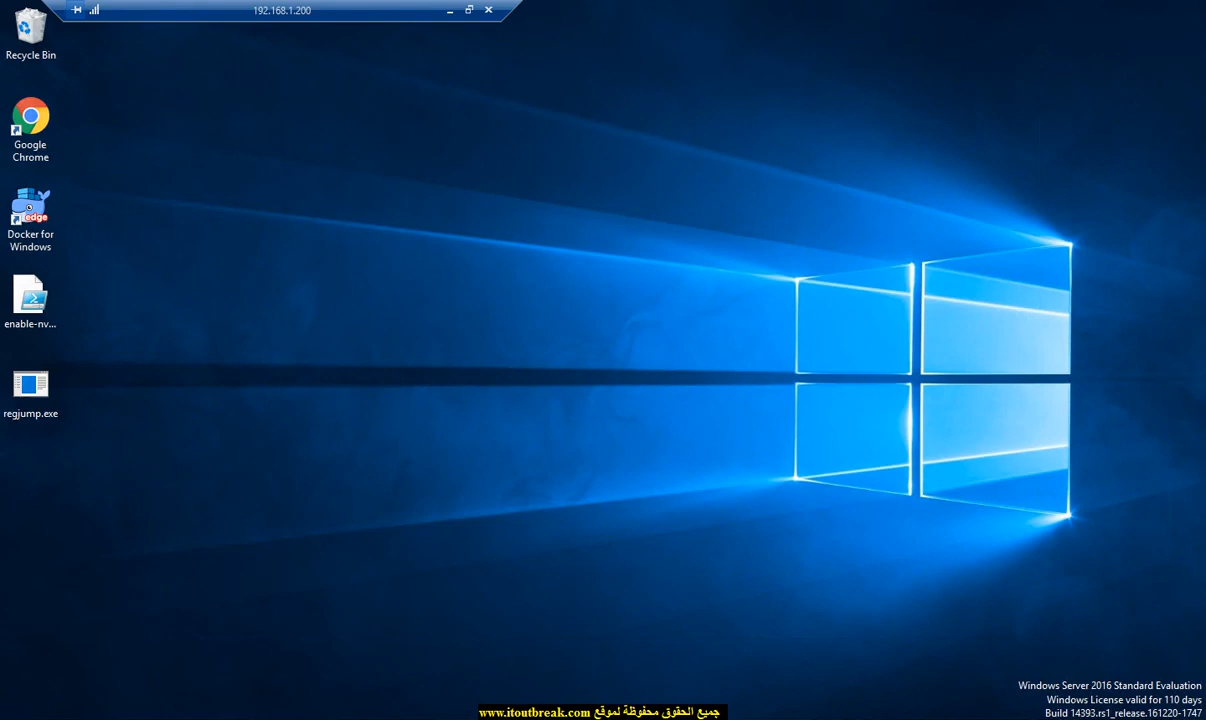 192.168.1.200
Recycle Bin
Google
Chrome
edge
Docker for
Windows
enable-nv...
regjump.exe
Windows Server 2016 Standard Evaluation
Windows License valid for 110 days
Build 14393.rs1_release.161220-1747
جميع الحقوق محفوظة لموقع www.itoutbreak.com